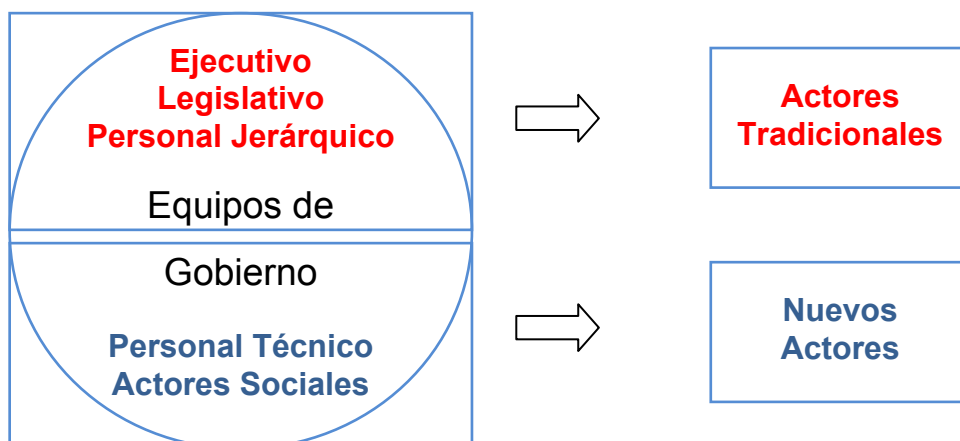 Ejecutivo
Legislativo
Personal Jerárquico
Equipos de
Gobierno
Personal Técnico
Actores Sociales
Actores
Tradicionales
Nuevos
Actores